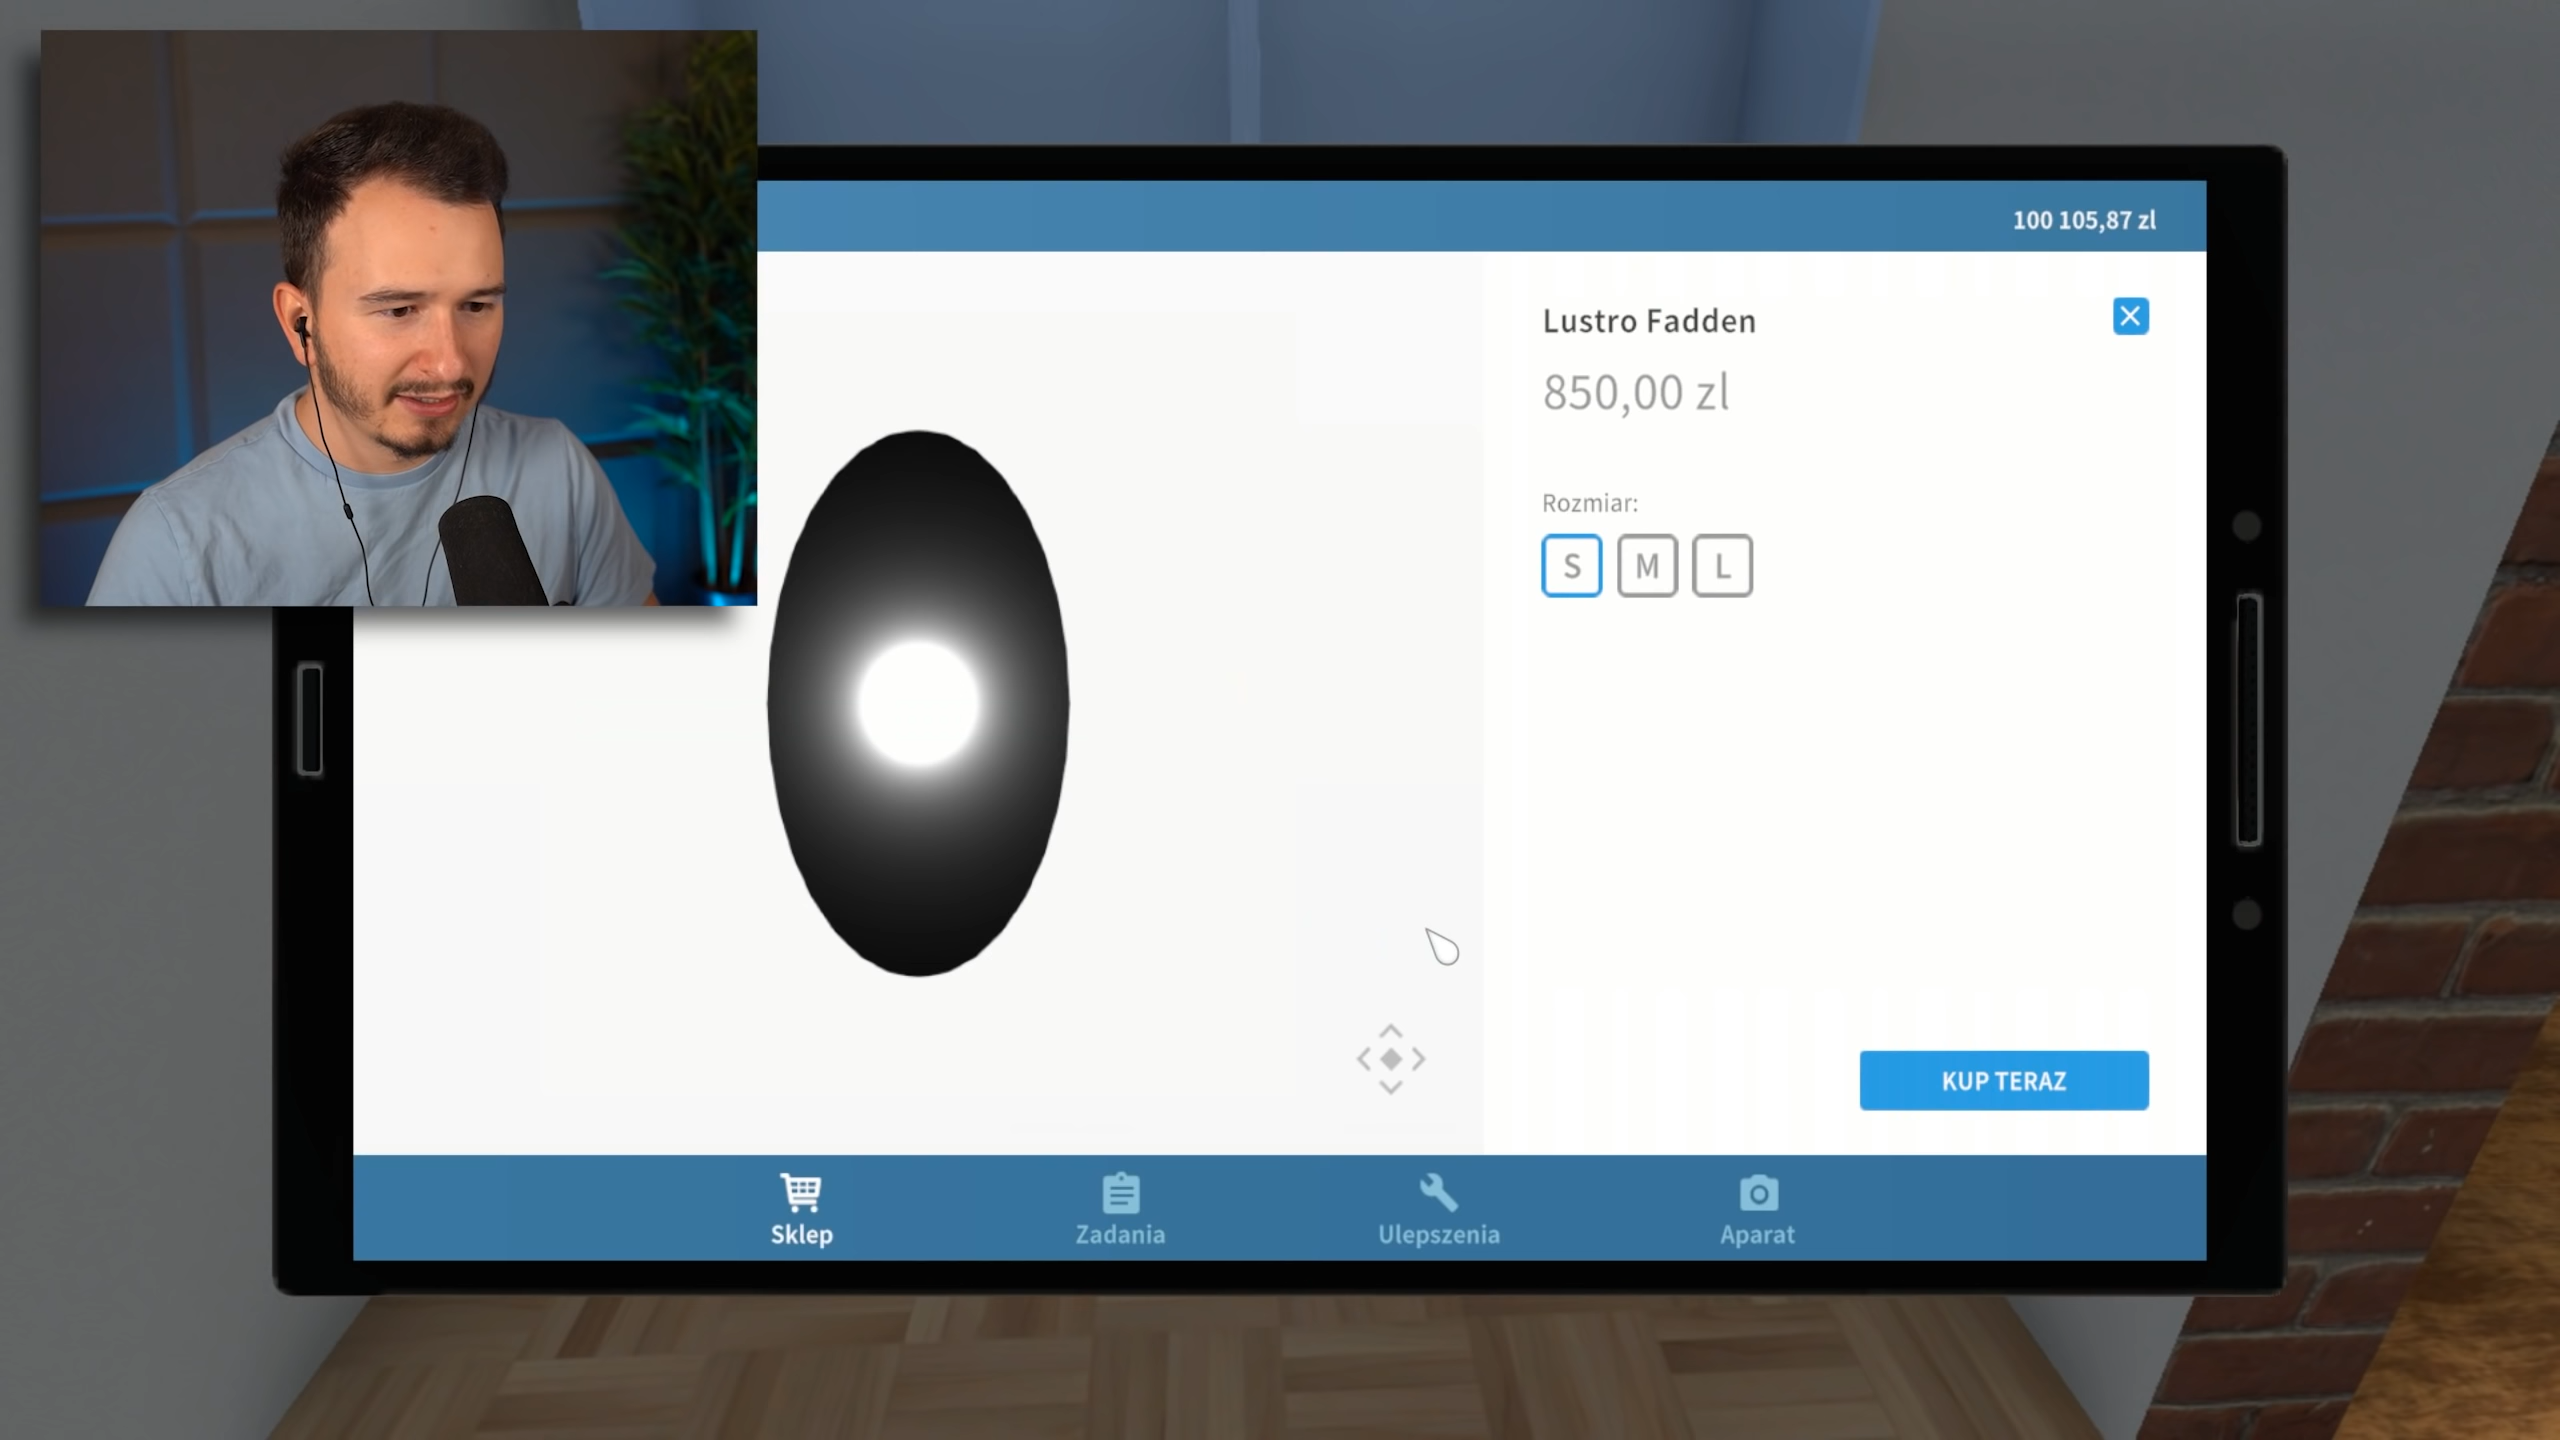 100 105,87 zl
Lustro Fadden
850,00 zl
Rozmiar:
S M L
KUP TERAZ
Sklep Zadania Ulepszenia Aparat